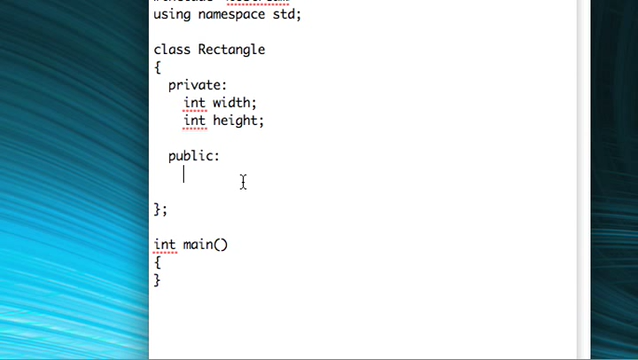 using namespace std;
class Rectangle
{
private:
int width;
int height;
public:
};
int main()
{
}